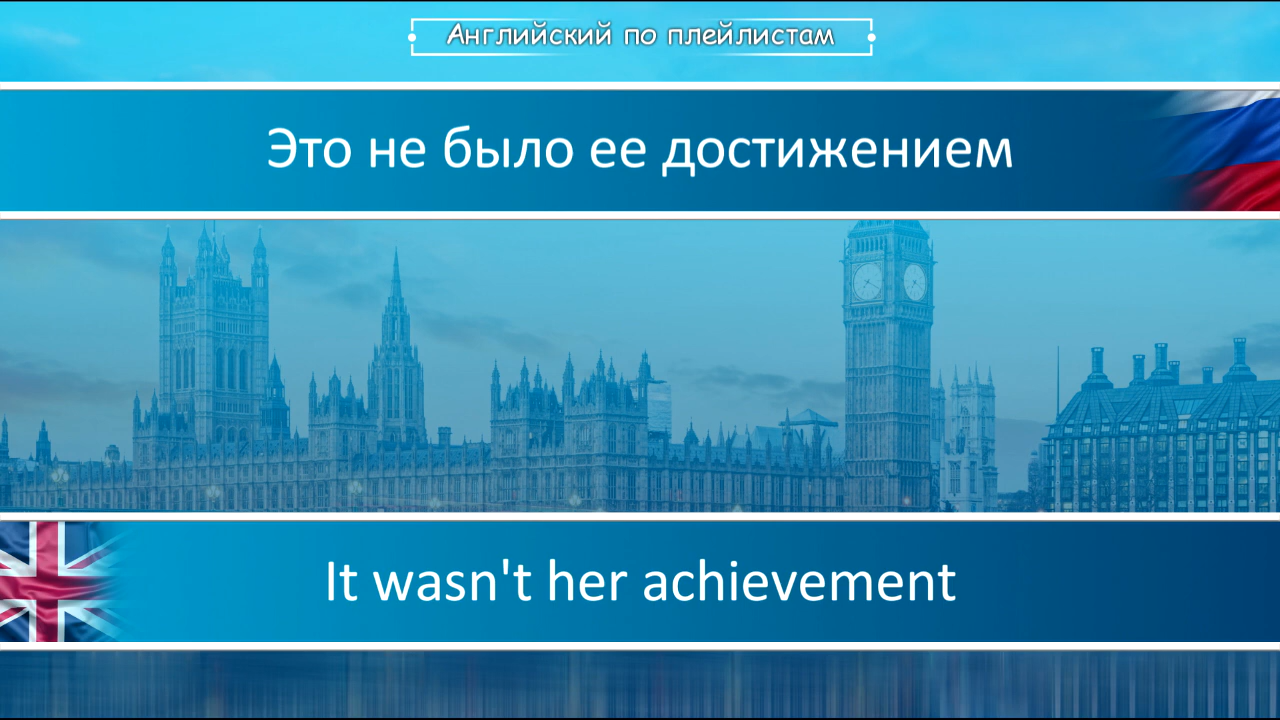 Английский по плейлистам
Это не было ее достижением
It wasn't her achievement